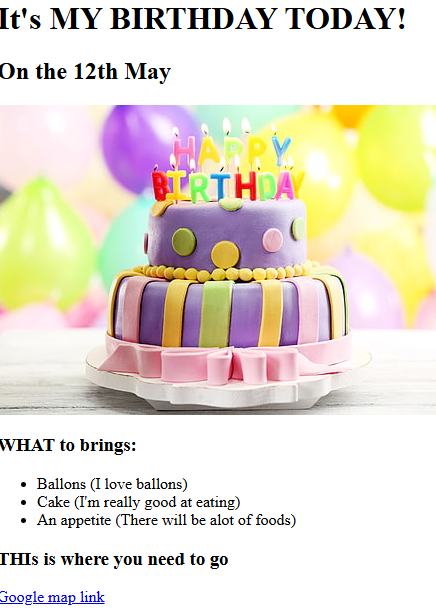 It's MY BIRTHDAY TODAY!
On the 12th May
HAPPY
BIRTHDAY
WHAT to brings:
Ballons (I love ballons)
Cake (I'm really good at eating)
An appetite (There will be alot of foods)
THIs is where you need to go
Google map link